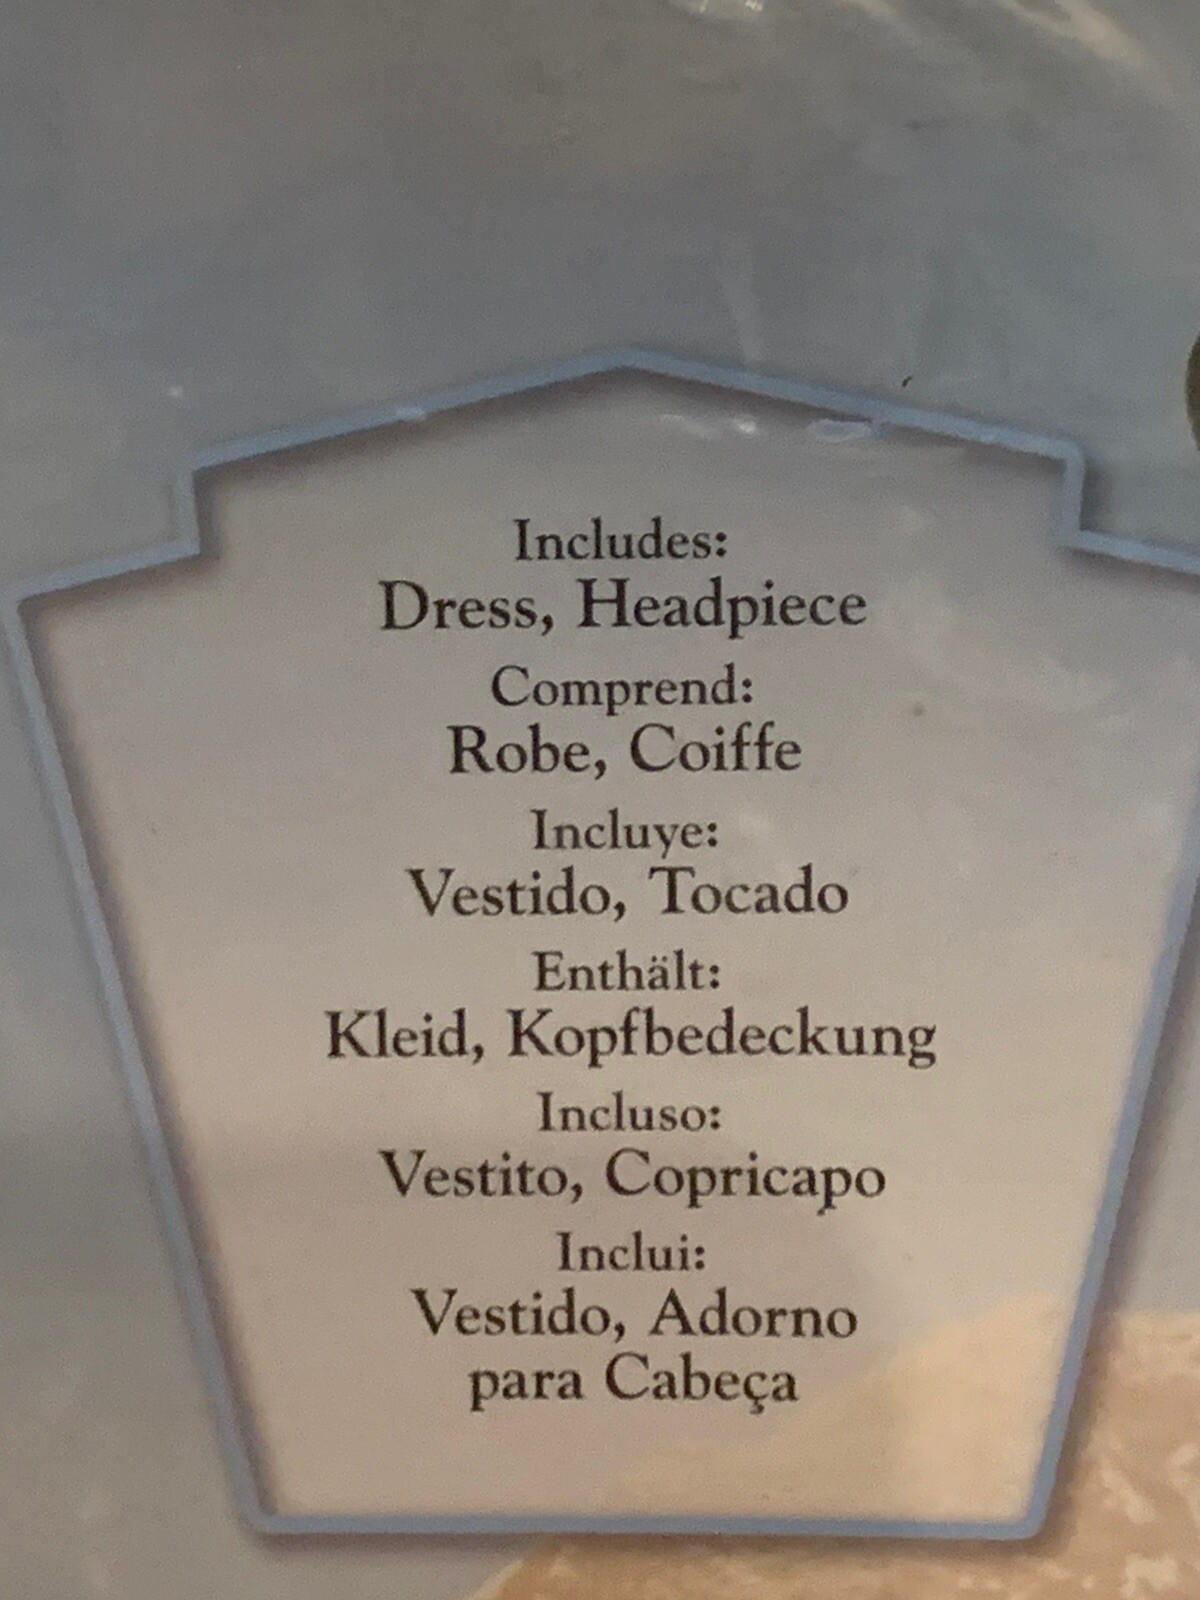 Includes:
Dress, Headpiece
Comprend:
Robe, Coiffe
Incluye:
Vestido, Tocado
Enthält:
Kleid, Kopfbedeckung
Incluso:
Vestito, Copricapo
Inclui:
Vestido, Adorno
para Cabeça